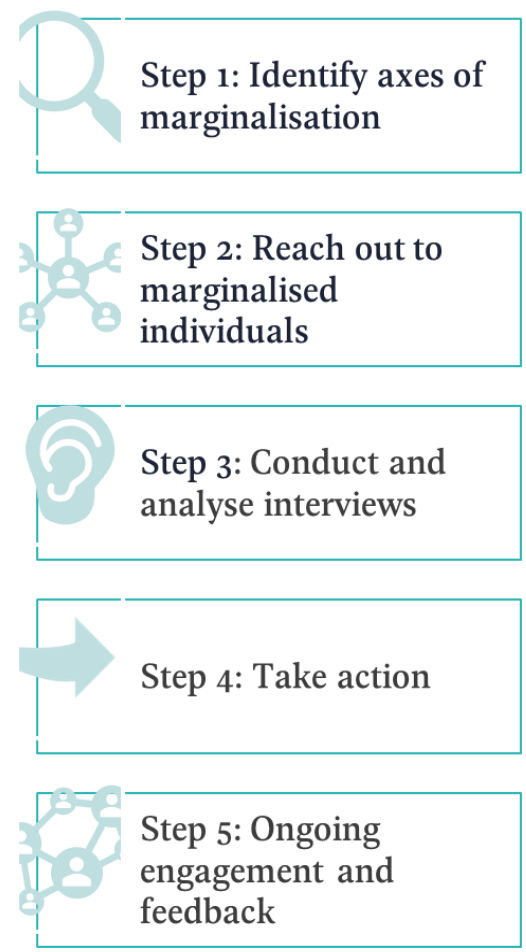 Step 1: Identify axes of
marginalisation
Step 2: Reach out to
marginalised
individuals
Step 3: Conduct and
analyse interviews
Step 4: Take action
Step 5: Ongoing
engagement and
feedback